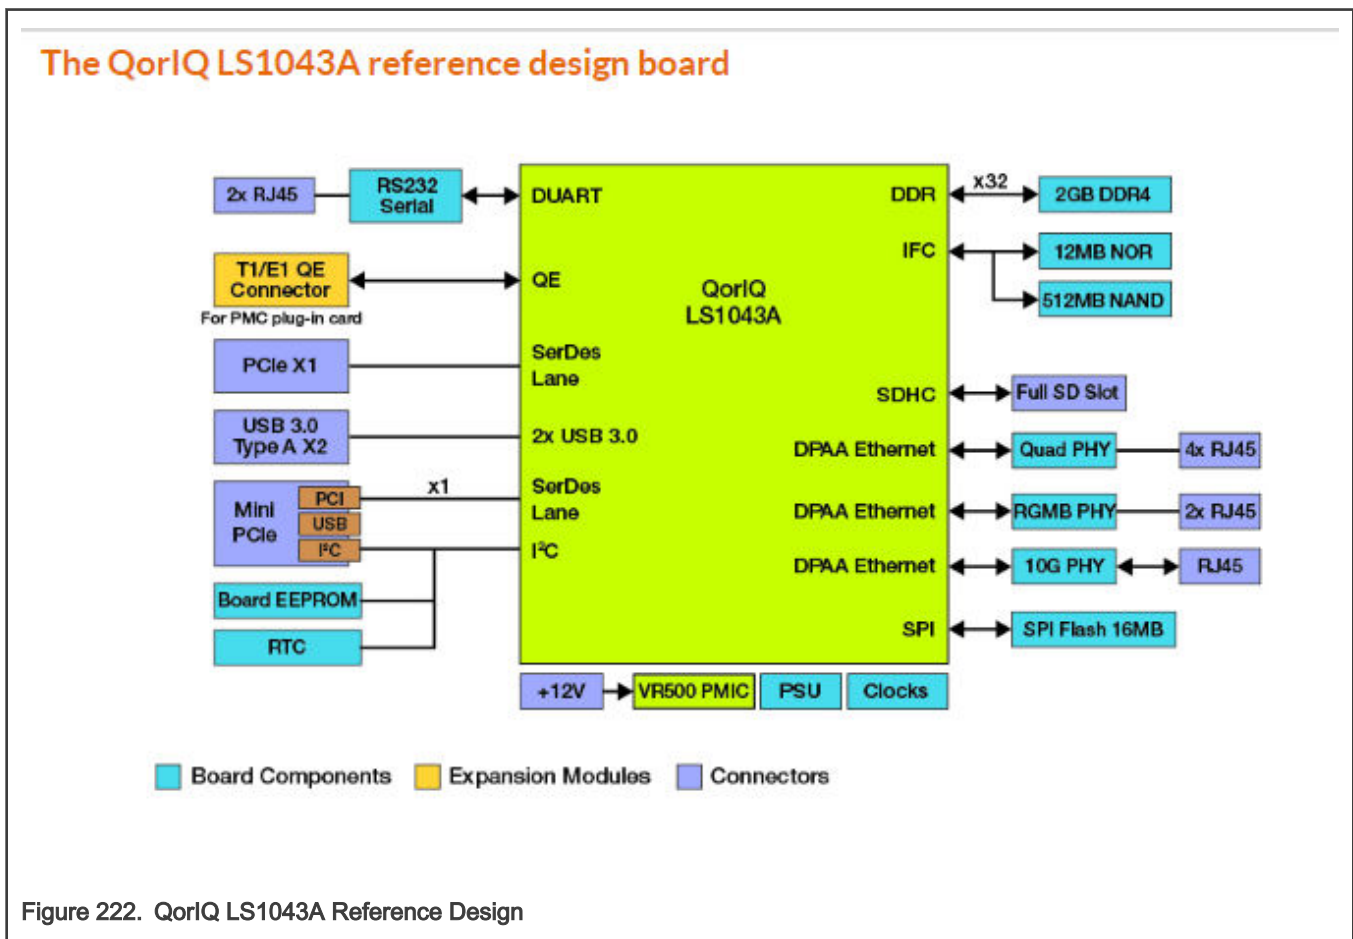 The QorIQ LS1043A reference design board
2x RJ45
RS232
Serial
DUART
DDR
x32
2GB DDR4
IFC
12MB NOR
512MB NAND
T1/E1 QE
Connector
For PMC plug-in card
QE
QorIQ
LS1043A
PCIe X1
SerDes
Lane
SDHC
Full SD Slot
USB 3.0
Type A X2
2x USB 3.0
DPAA Ethernet
Quad PHY
4x RJ45
Mini
PCIe
PCI
USB
I²C
x1
SerDes
Lane
I²C
DPAA Ethernet
RGMB PHY
2x RJ45
DPAA Ethernet
10G PHY
RJ45
Board EEPROM
RTC
SPI
SPI Flash 16MB
+12V
VR500 PMIC
PSU
Clocks
Board Components
Expansion Modules
Connectors
Figure 222. QorIQ LS1043A Reference Design